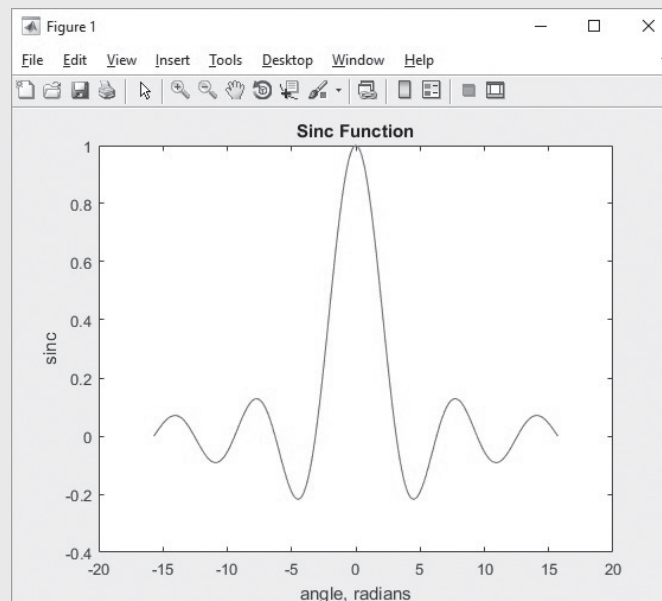 Figure 1
File Edit View Insert Tools Desktop Window Help
Sinc Function
1
0.8
0.6
0.4
0.2
0
-0.2
-0.4
sinc
-20 -15 -10 -5 0 5 10 15 20
angle, radians